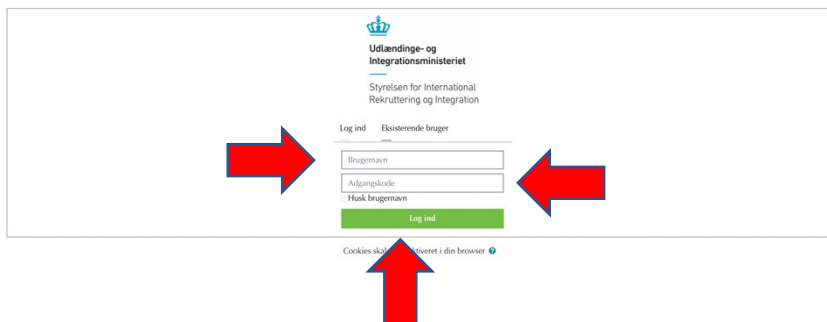 Udlændinge- og
Integrationsministeriet
Styrelsen for International
Rekruttering og Integration
Log ind Eksisterende bruger
Brugernavn
Adgangskode
Husk brugernavn
Log ind
Cookies i din browser